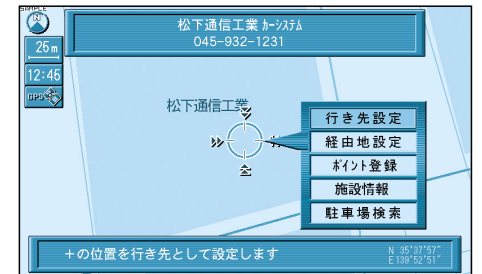 SAMPLE
N
松下通信工業 カーシステム
045-932-1231
25m
12:46
GPS
松下通信工業
行き先設定
経由地設定
ポイント登録
施設情報
駐車場検索
+の位置を行き先として設定します
N 35°37'57"
E139°52'51"